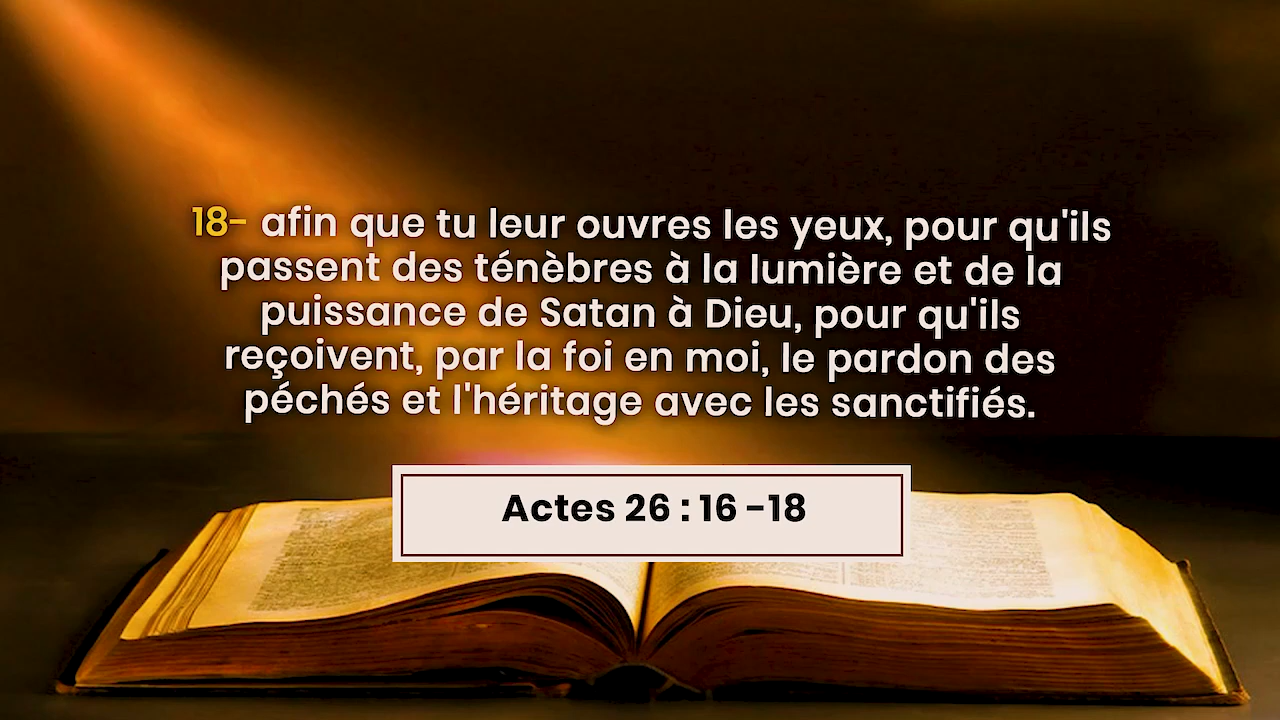 18- afin que tu leur ouvres les yeux, pour qu'ils
passent des ténèbres à la lumière et de la
puissance de Satan à Dieu, pour qu'ils
reçoivent, par la foi en moi, le pardon des
péchés et l'héritage avec les sanctifiés.
Actes 26 : 16 -18